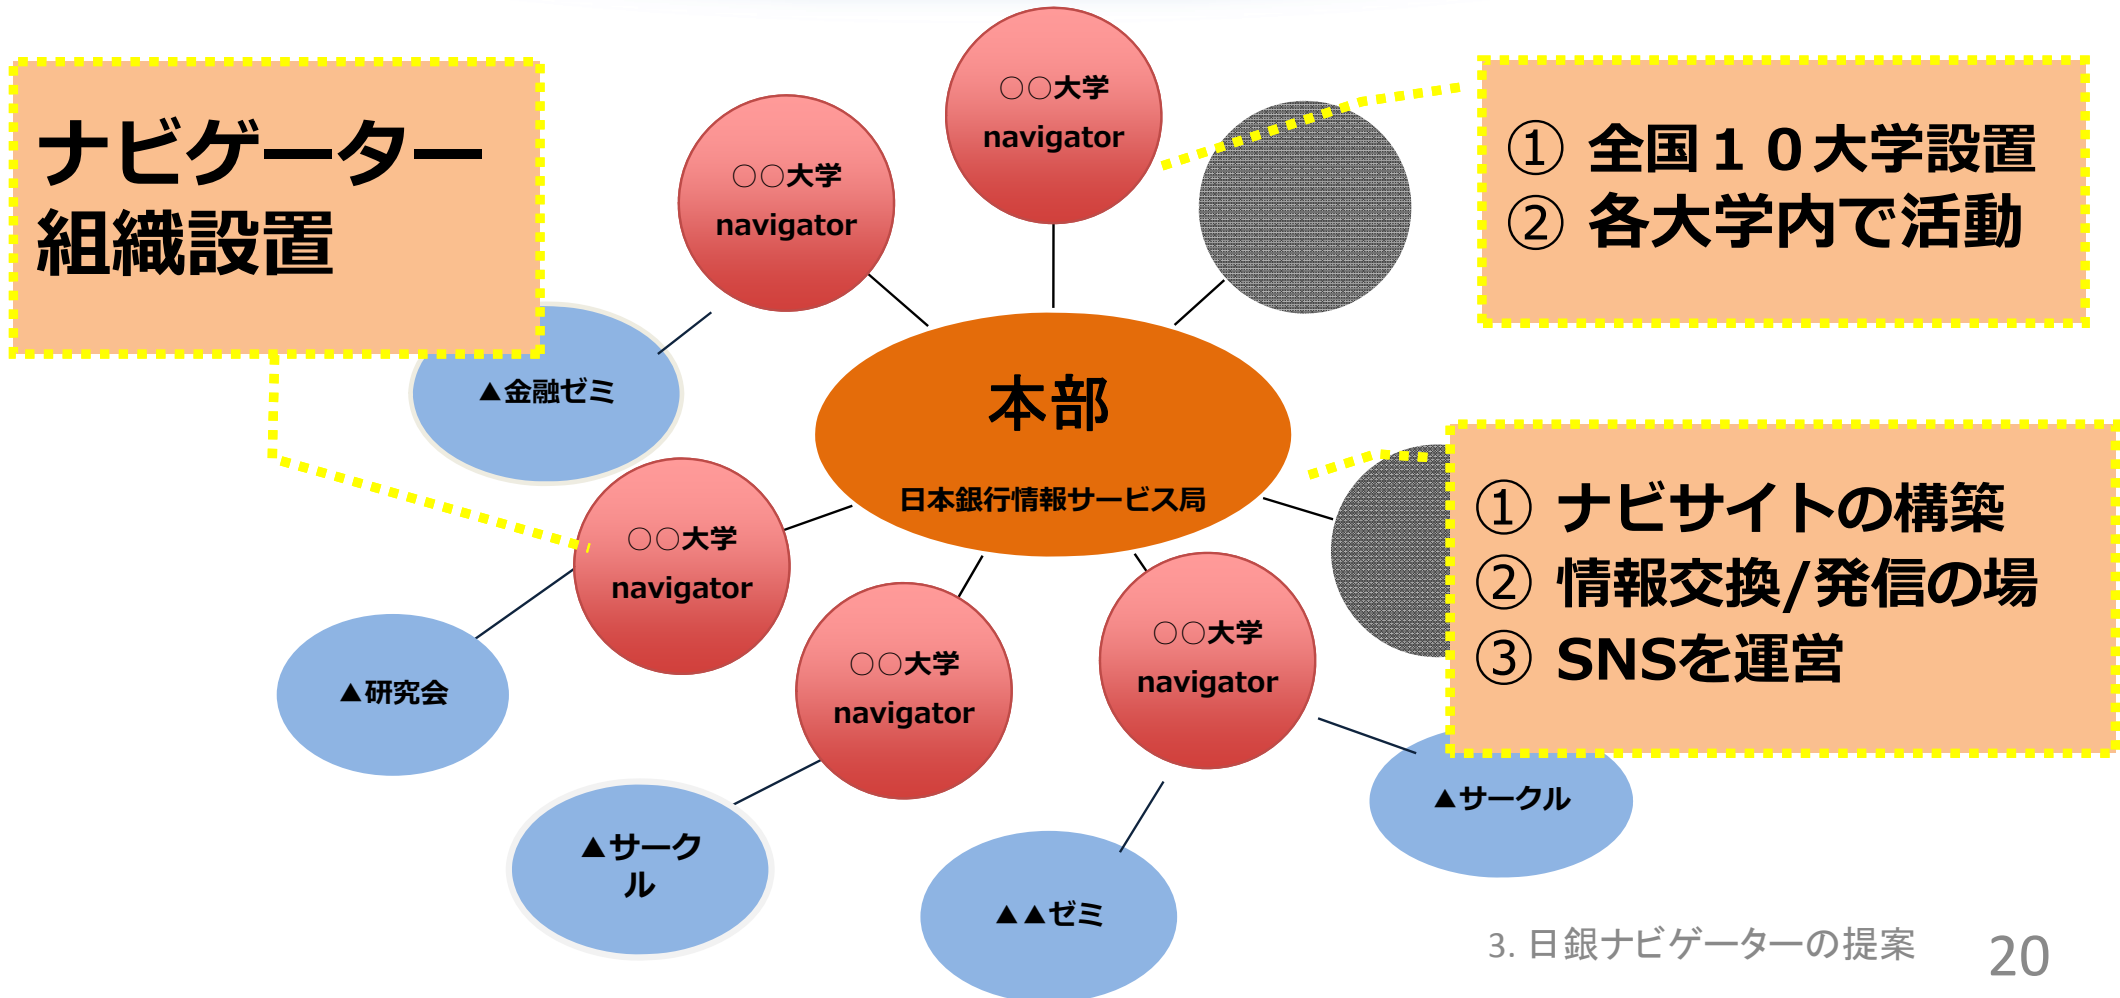 ナビゲーター
組織設置
○○大学
navigator
○○大学
navigator
① 全国１０大学設置
② 各大学内で活動
▲金融ゼミ
本部
日本銀行情報サービス局
① ナビサイトの構築
② 情報交換/発信の場
③ SNSを運営
○○大学
navigator
○○大学
navigator
○○大学
navigator
▲研究会
▲サーク
ル
▲▲ゼミ
▲サークル
3. 日銀ナビゲーターの提案
20